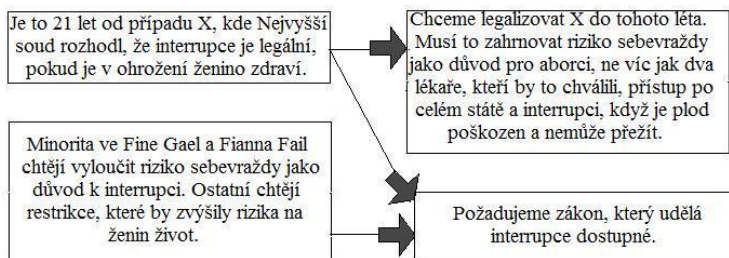 Je to 21 let od případu X, kde Nejvyšší
soud rozhodl, že interrupce je legální,
pokud je v ohrožení ženino zdraví.
Chceme legalizovat X do tohoto léta.
Musí to zahrnovat riziko sebevraždy
jako důvod pro aborci, ne víc jak dva
lékaře, kteří by to chválili, přístup po
celém státě a interrupci, když je plod
poškozen a nemůže přežít.
Minorita ve Fine Gael a Fianna Fail
chtějí vyloučit riziko sebevraždy jako
důvod k interrupci. Ostatní chtějí
restrikce, které by zvýšily rizika na
ženin život.
Požadujeme zákon, který udělá
interrupce dostupné.